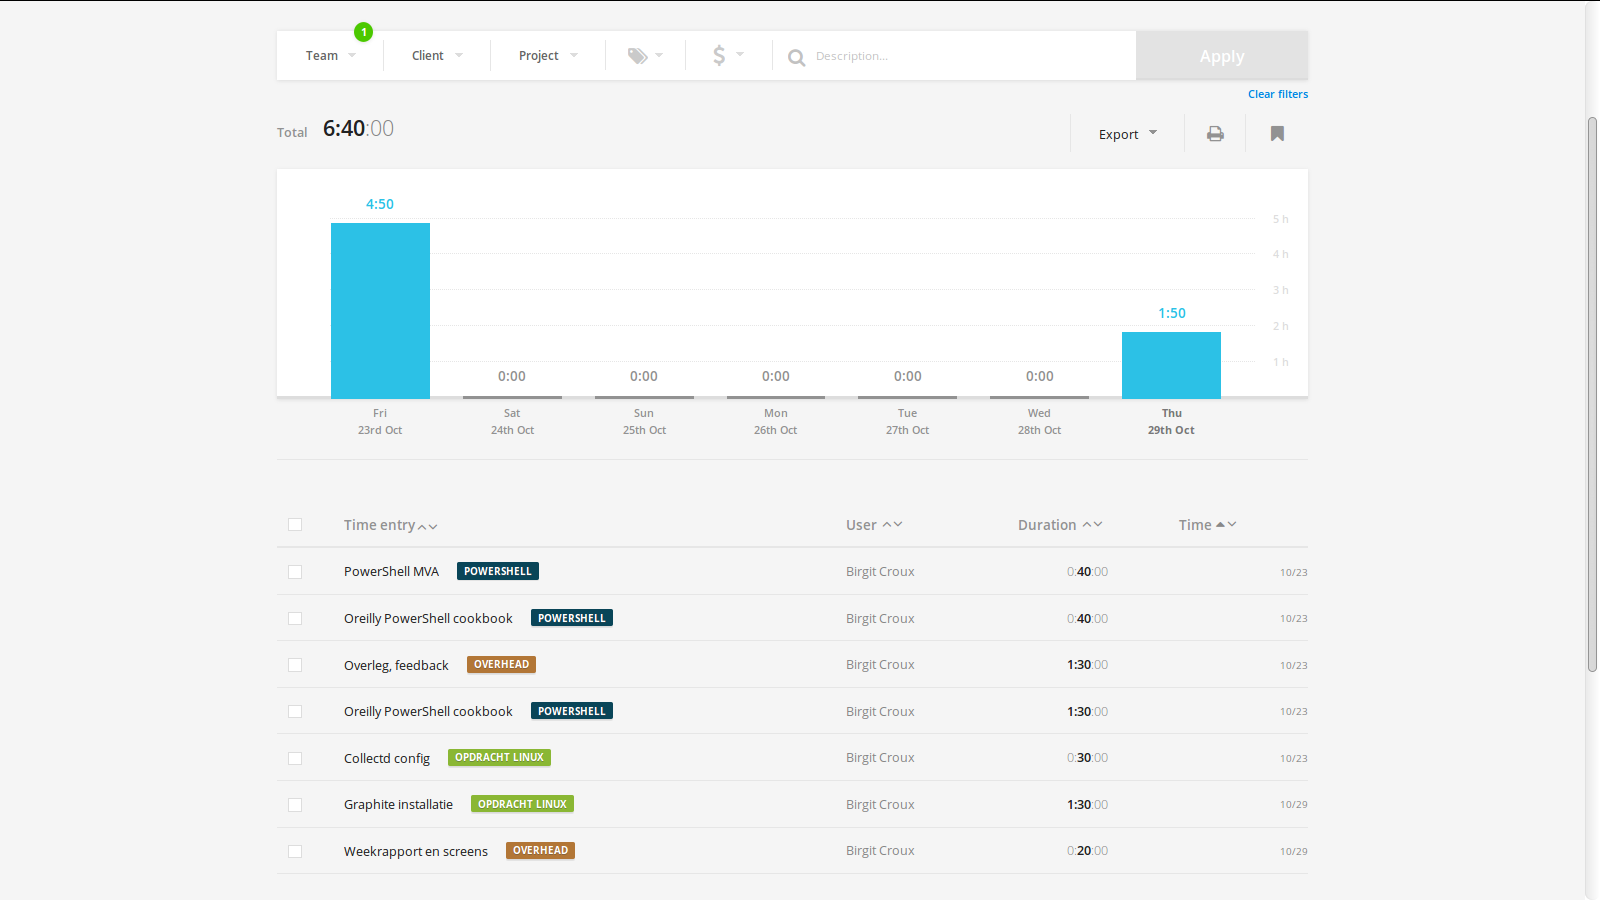 1
Team Client Project $ Description... Apply
Clear filters
Total 6:40:00 Export
4:50
5 h
4 h
3 h
1:50
2 h
1 h
0:00 0:00 0:00 0:00 0:00
Fri Sat Sun Mon Tue Wed Thu
23rd Oct 24th Oct 25th Oct 26th Oct 27th Oct 28th Oct 29th Oct
Time entry User Duration Time
PowerShell MVA POWERSHELL Birgit Croux 0:40:00 10/23
Oreilly PowerShell cookbook POWERSHELL Birgit Croux 0:40:00 10/23
Overleg, feedback OVERHEAD Birgit Croux 1:30:00 10/23
Oreilly PowerShell cookbook POWERSHELL Birgit Croux 1:30:00 10/23
Collectd config OPDRACHT LINUX Birgit Croux 0:30:00 10/23
Graphite installatie OPDRACHT LINUX Birgit Croux 1:30:00 10/29
Weekrapport en screens OVERHEAD Birgit Croux 0:20:00 10/29